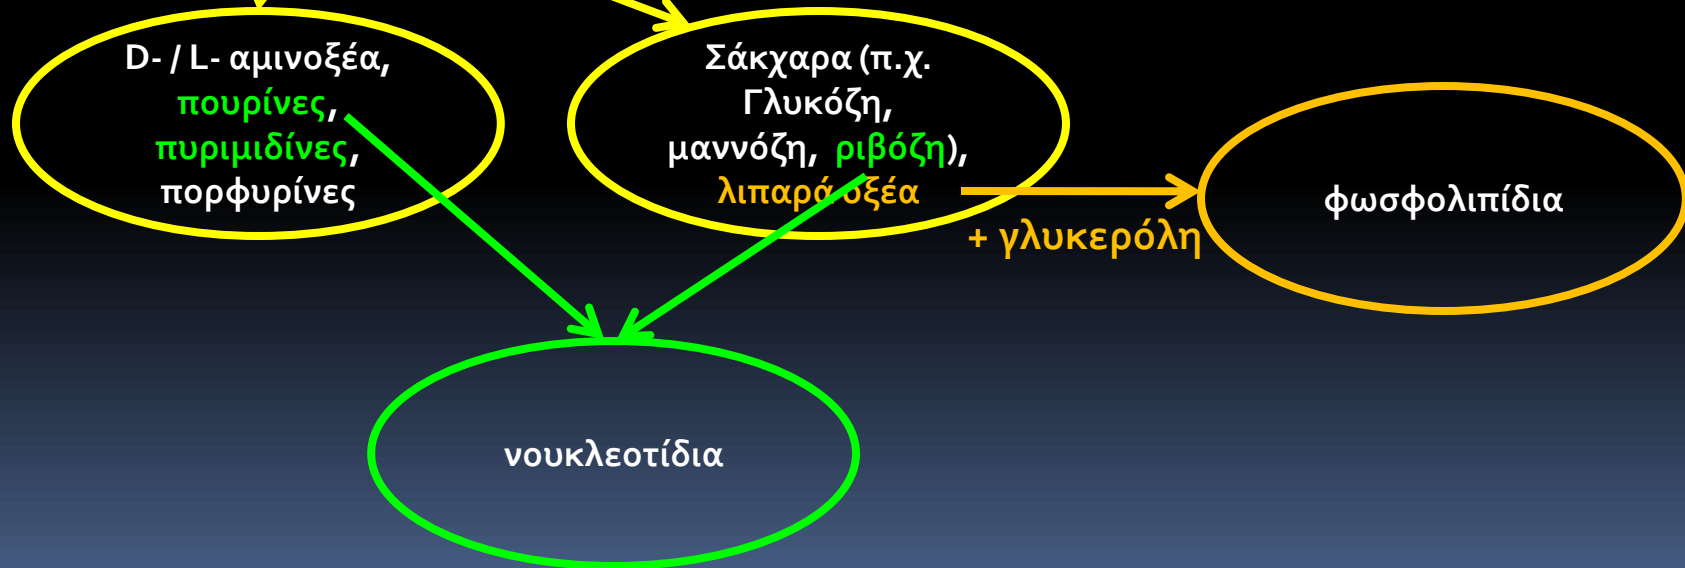 D- / L- αμινοξέα,
πουρίνες,
πυριμιδίνες,
πορφυρίνες
Σάκχαρα (π.χ.
Γλυκόζη,
μαννόζη, ριβόζη),
λιπαρά οξέα
+ γλυκερόλη
φωσφολιπίδια
νουκλεοτίδια